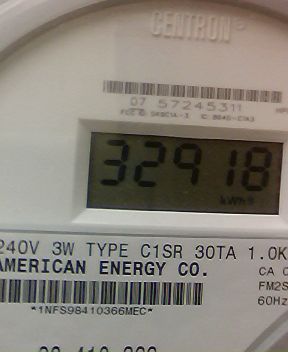 CENTRON®
07 57245311
32918
kWh
240V 3W TYPE C1SR 30TA 1.0K
AMERICAN ENERGY CO.
CA 0
FM2S
60Hz
*1NFS98410366MEC*